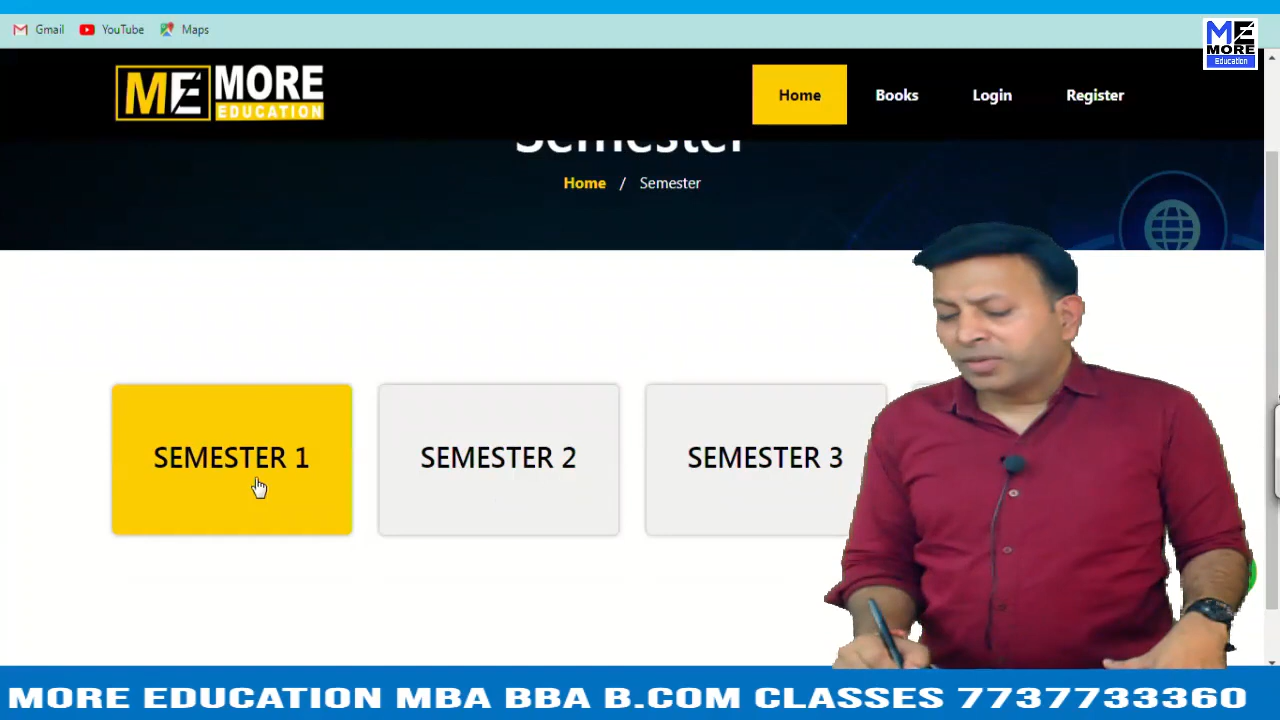 Gmail YouTube Maps
ME MORE Education
ME MORE EDUCATION
Home Books Login Register
Semester
Home / Semester
SEMESTER 1 SEMESTER 2 SEMESTER 3
MORE EDUCATION MBA BBA B.COM CLASSES 7737733360